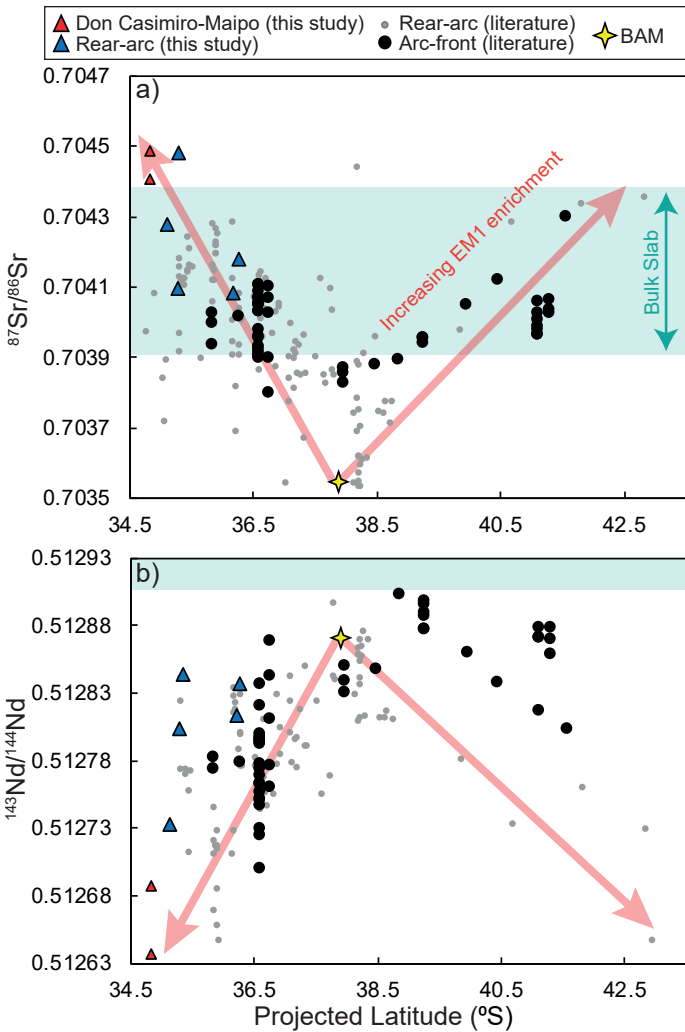 Don Casimiro-Maipo (this study)
Rear-arc (literature)
BAM
Rear-arc (this study)
Arc-front (literature)
0.7047
a)
0.7045
0.7043
0.7041
0.7039
0.7037
0.7035
87Sr/86Sr
Increasing EM1 enrichment
Bulk Slab
34.5
36.5
38.5
40.5
42.5
0.51293
b)
0.51288
0.51283
0.51278
0.51273
0.51268
0.51263
143Nd/144Nd
34.5
36.5
38.5
40.5
42.5
Projected Latitude (ºS)